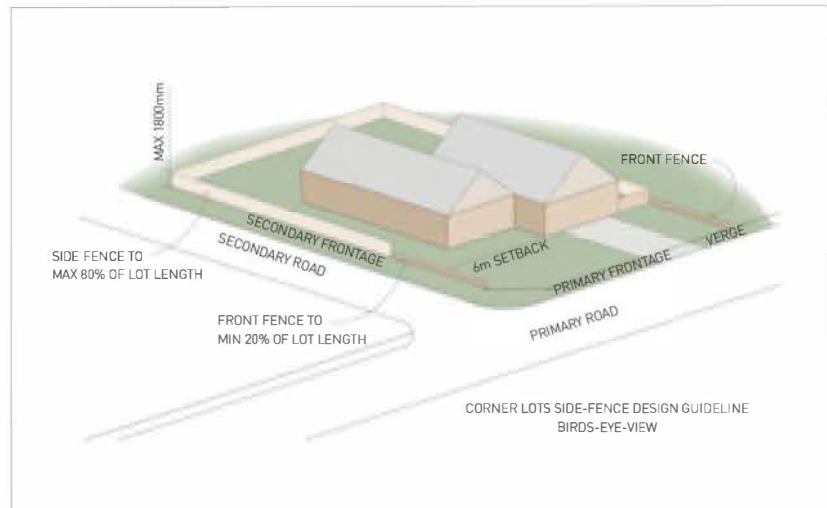 MAX 1800mm
FRONT FENCE
SECONDARY FRONTAGE
SECONDARY ROAD
SIDE FENCE TO
MAX 80% OF LOT LENGTH
6m SETBACK
PRIMARY FRONTAGE
VERGE
FRONT FENCE TO
MIN 20% OF LOT LENGTH
PRIMARY ROAD
CORNER LOTS SIDE-FENCE DESIGN GUIDELINE
BIRDS-EYE-VIEW